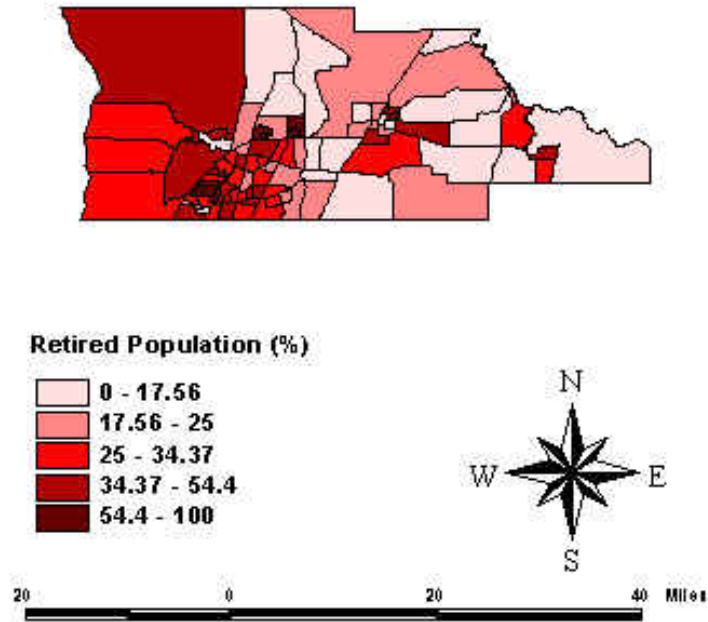 Retired Population (%)
0 - 17.56
17.56 - 25
25 - 34.37
34.37 - 54.4
54.4 - 100
N
W E
S
20 0 20 40 Miles